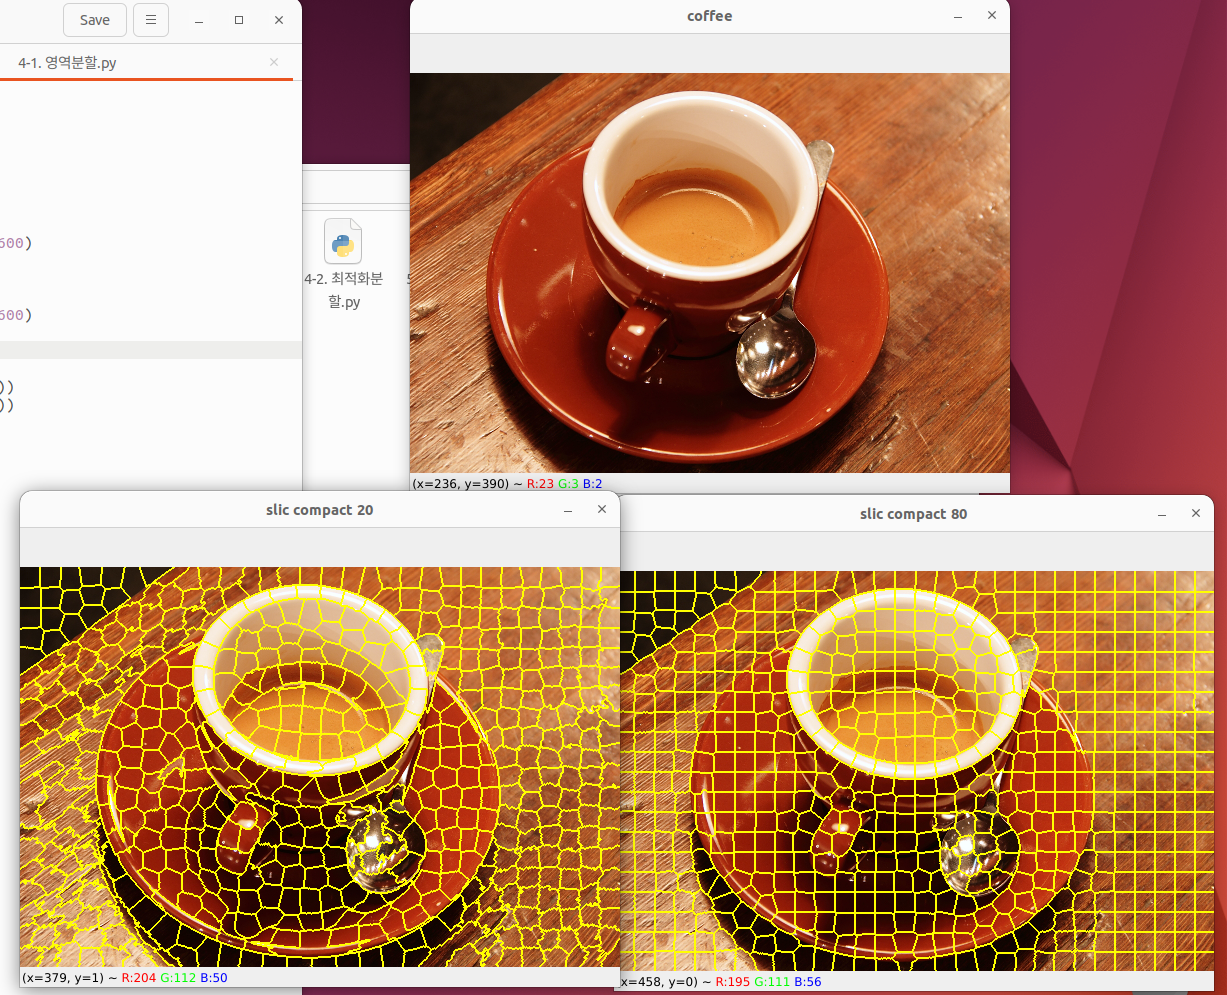 Save
4-1. 영역분할.py
600)
600)
))
))
4-2. 최적화분
할.py
coffee
(x=236, y=390) ~ R:23 G:3 B:2
slic compact 20
(x=379, y=1) ~ R:204 G:112 B:50
slic compact 80
x=458, y=0) ~ R:195 G:111 B:56